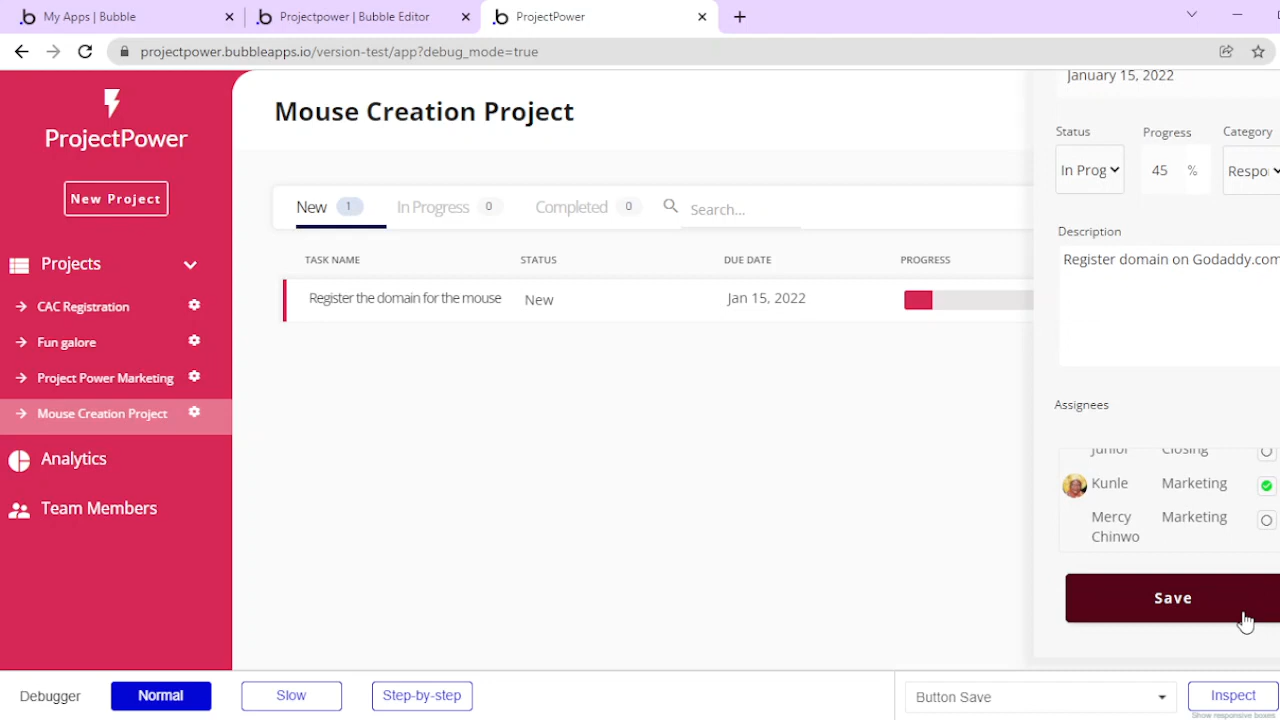 My Apps | Bubble
Projectpower | Bubble Editor
ProjectPower
projectpower.bubbleapps.io/version-test/app?debug_mode=true
ProjectPower
New Project
Projects
CAC Registration
Fun galore
Project Power Marketing
Mouse Creation Project
Analytics
Team Members
Mouse Creation Project
New 1 In Progress 0 Completed 0 Search...
TASK NAME STATUS DUE DATE PROGRESS
Register the domain for the mouse New Jan 15, 2022
January 15, 2022
Status Progress Category
In Prog 45 % Respo
Description
Register domain on Godaddy.com
Assignees
Junior Closing
Kunle Marketing
Mercy Marketing
Chinwo
Save
Debugger Normal Slow Step-by-step Button Save Inspect
Show responsive boxes